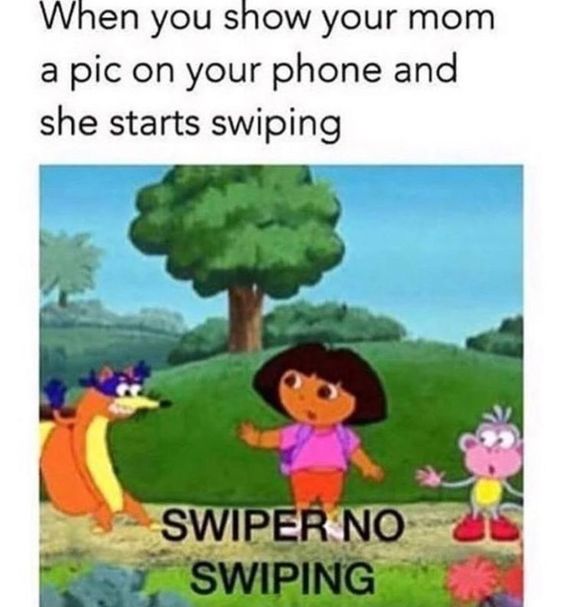 When you show your mom
a pic on your phone and
she starts swiping
SWIPER NO
SWIPING